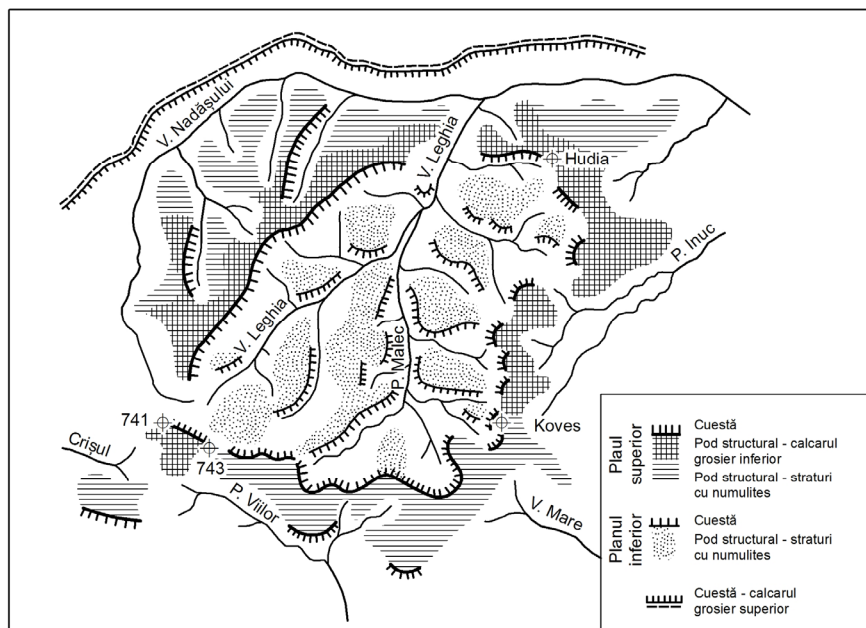 V. Nadășului
V. Leghia
Hudia
P. Inuc
V. Leghia
P. Malec
741
743
Koves
Crișul
P. Viilor
V. Mare
Plaul superior
Cuestă
Pod structural - calcarul
grosier inferior
Pod structural - straturi
cu numulites
Planul inferior
Cuestă
Pod structural - straturi
cu numulites
Cuestă - calcarul
grosier superior